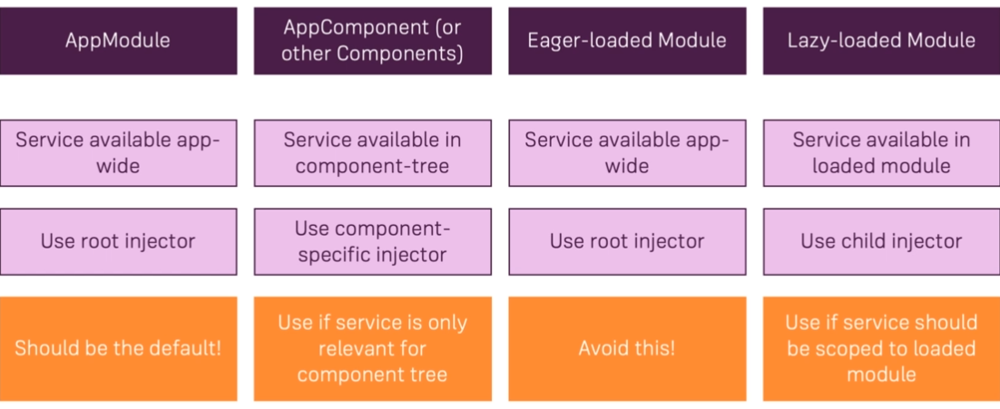 AppModule
AppComponent (or
other Components)
Eager-loaded Module
Lazy-loaded Module
Service available app-
wide
Service available in
component-tree
Service available app-
wide
Service available in
loaded module
Use root injector
Use component-
specific injector
Use root injector
Use child injector
Should be the default!
Use if service is only
relevant for
component tree
Avoid this!
Use if service should
be scoped to loaded
module